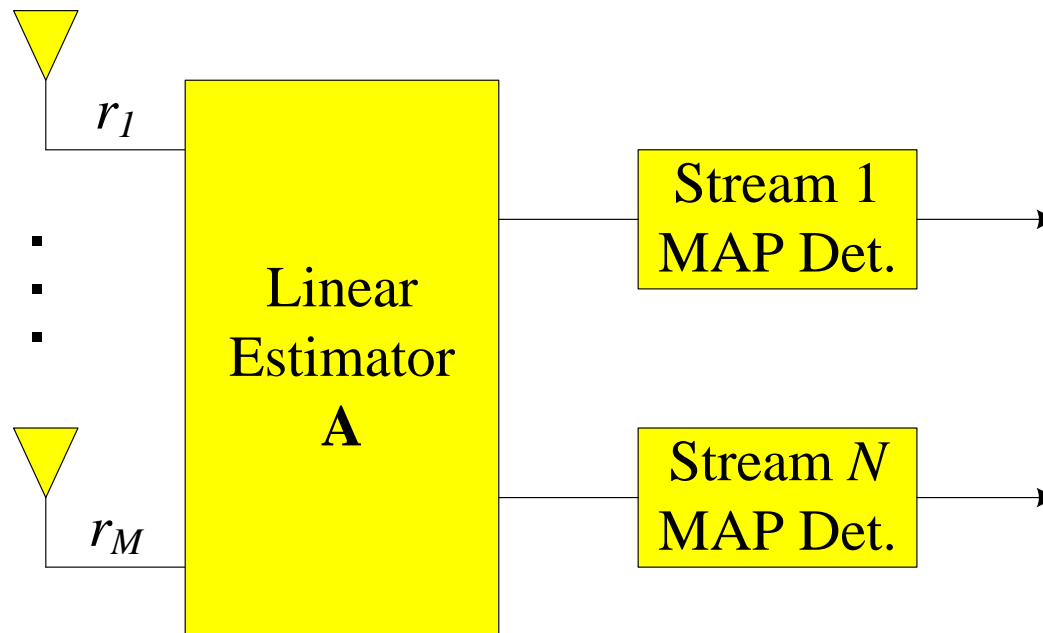 r1
Linear
Estimator
A
rM
Stream 1
MAP Det.
Stream N
MAP Det.